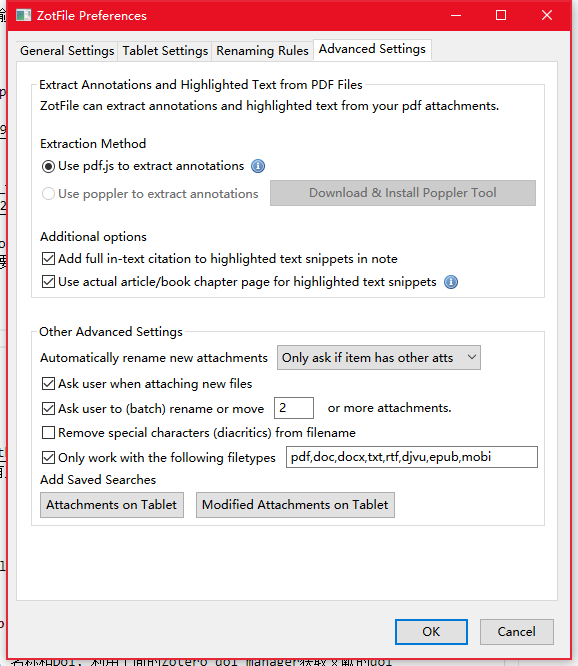 ZotFile Preferences
General Settings Tablet Settings Renaming Rules Advanced Settings
Extract Annotations and Highlighted Text from PDF Files
ZotFile can extract annotations and highlighted text from your pdf attachments.
Extraction Method
Use pdf.js to extract annotations
Use poppler to extract annotations Download & Install Poppler Tool
Additional options
Add full in-text citation to highlighted text snippets in note
Use actual article/book chapter page for highlighted text snippets
Other Advanced Settings
Automatically rename new attachments Only ask if item has other atts
Ask user when attaching new files
Ask user to (batch) rename or move 2 or more attachments.
Remove special characters (diacritics) from filename
Only work with the following filetypes pdf,doc,docx,txt,rtf,djvu,epub,mobi
Add Saved Searches
Attachments on Tablet Modified Attachments on Tablet
OK Cancel